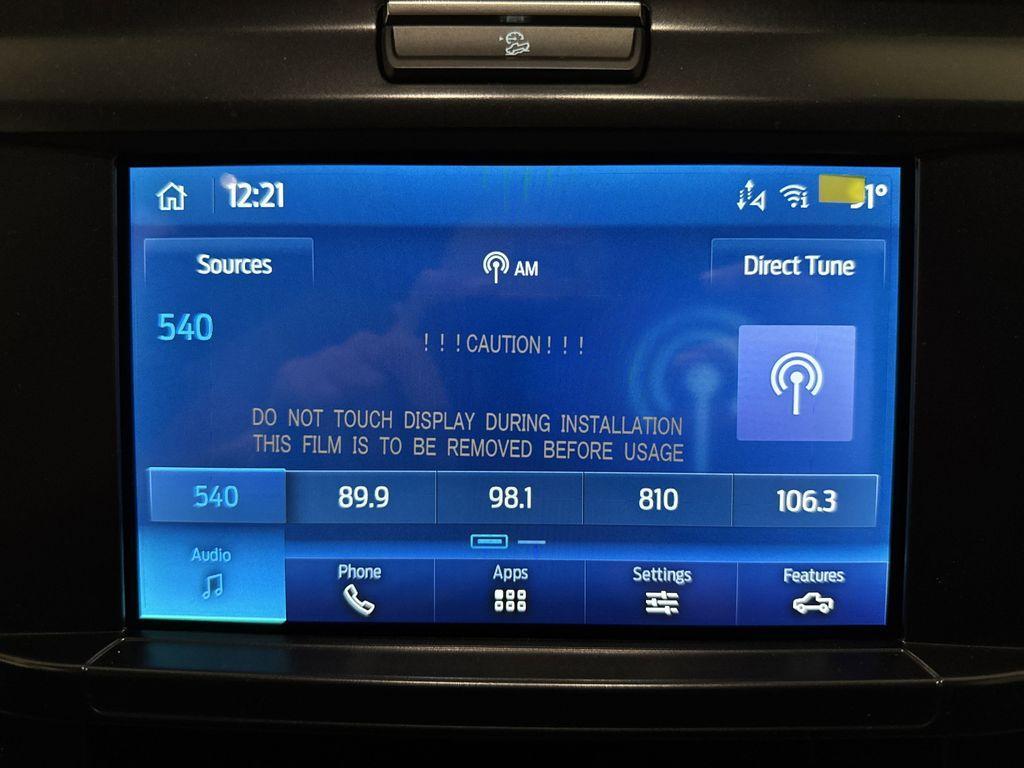 12:21
Sources
AM
Direct Tune
540
! ! ! CAUTION ! ! !
DO NOT TOUCH DISPLAY DURING INSTALLATION
THIS FILM IS TO BE REMOVED BEFORE USAGE
540 89.9 98.1 810 106.3
Audio Phone Apps Settings Features